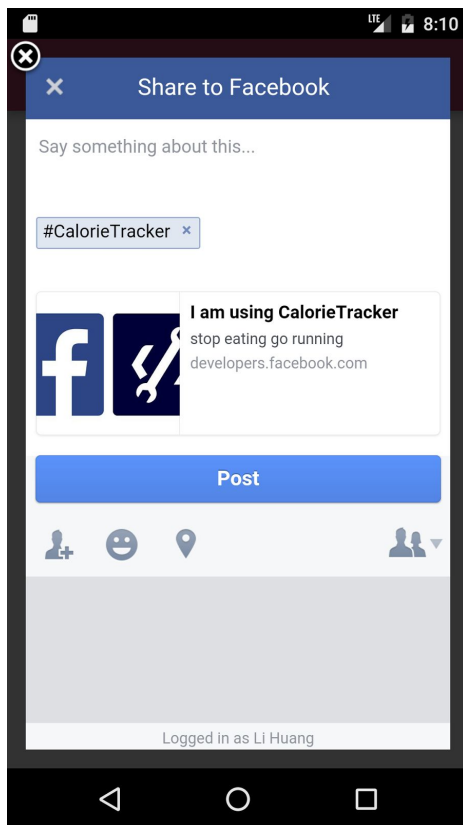 LTE 8:10
Share to Facebook
Say something about this...
#CalorieTracker ×
I am using CalorieTracker
stop eating go running
developers.facebook.com
Post
Logged in as Li Huang